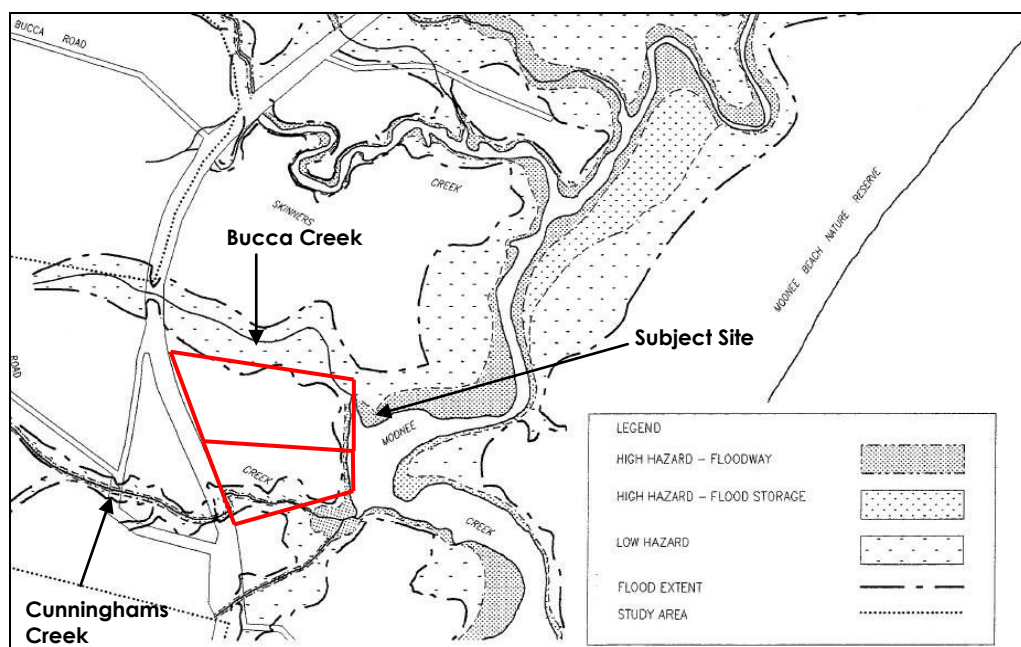 BUCCA
ROAD
CREEK
SKINNERS
Bucca Creek
MOONEE BEACH NATURE RESERVE
Subject Site
ROAD
MOONEE
CREEK
CREEK
Cunninghams
Creek
LEGEND
HIGH HAZARD - FLOODWAY
HIGH HAZARD - FLOOD STORAGE
LOW HAZARD
FLOOD EXTENT
STUDY AREA